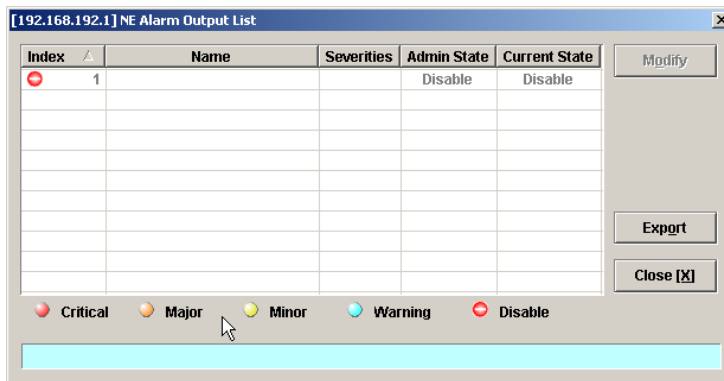 [192.168.192.1] NE Alarm Output List
Index Name Severities Admin State Current State
1 Disable Disable
Modify
Export
Close [X]
Critical Major Minor Warning Disable